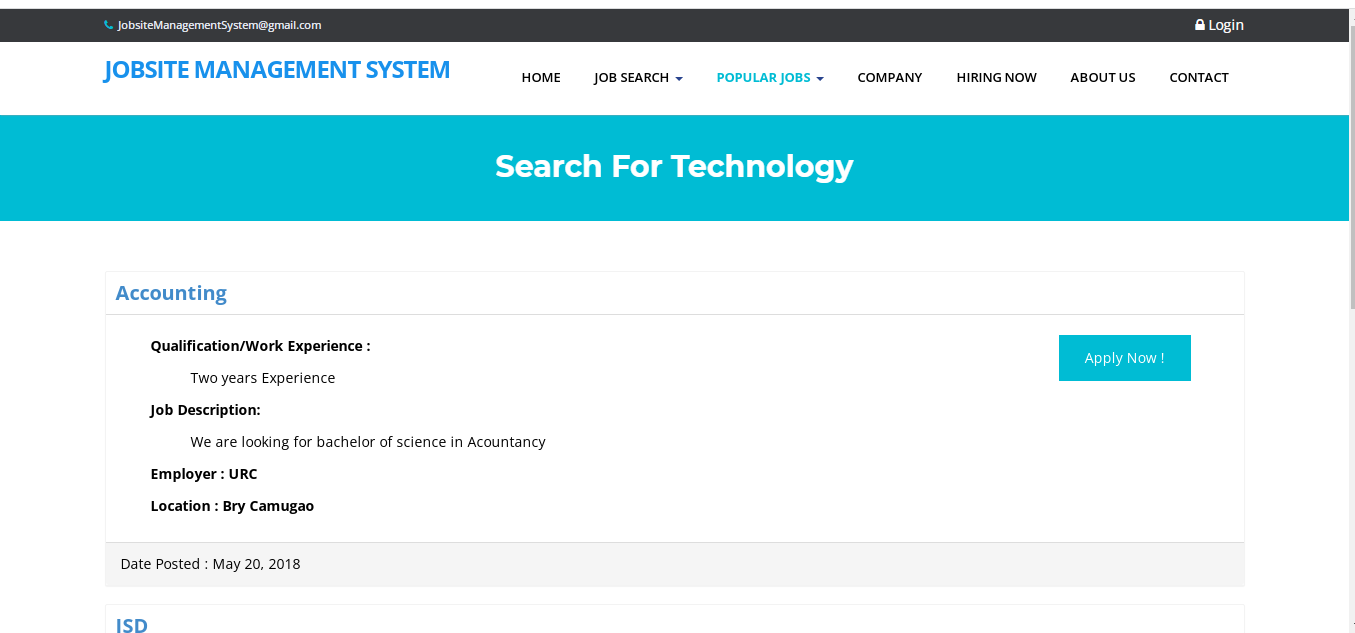 JobsiteManagementSystem@gmail.com Login
JOBSITE MANAGEMENT SYSTEM HOME JOB SEARCH POPULAR JOBS COMPANY HIRING NOW ABOUT US CONTACT
Search For Technology
Accounting
Qualification/Work Experience :
Apply Now !
Two years Experience
Job Description:
We are looking for bachelor of science in Acountancy
Employer : URC
Location : Bry Camugao
Date Posted : May 20, 2018
ISD